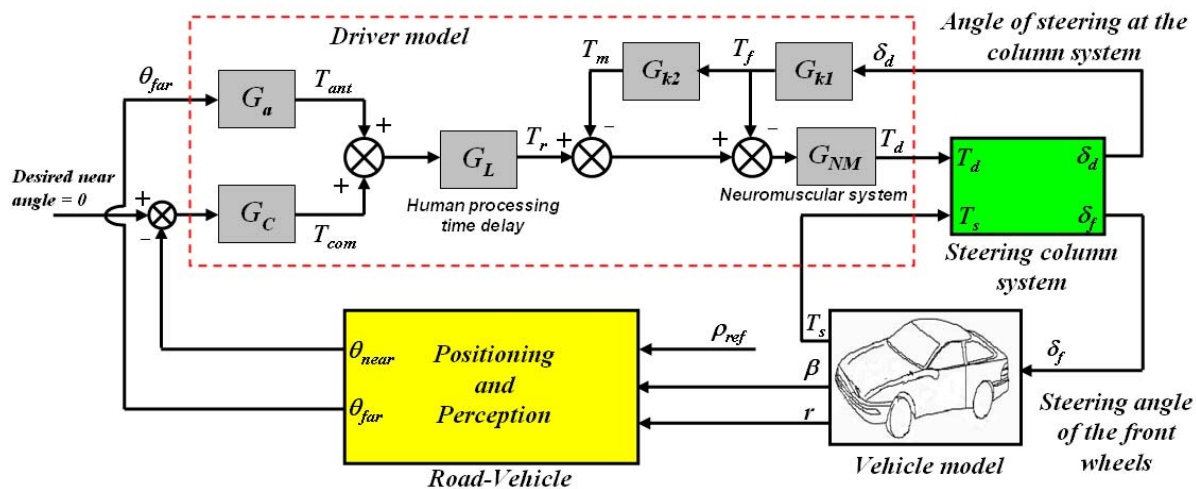 Driver model
Angle of steering at the
column system
θfar
Ga
Tant
Tm
Gk2
Tf
Gk1
δd
+
+
GL
Tr
+
−
+
−
GNM
Td
Td
δd
Desired near
angle = 0
+
−
GC
Tcom
Human processing
time delay
Neuromuscular system
Ts
δf
Steering column
system
θnear
θfar
Positioning
and
Perception
ρref
β
r
Ts
δf
Road-Vehicle
Vehicle model
Steering angle
of the front
wheels